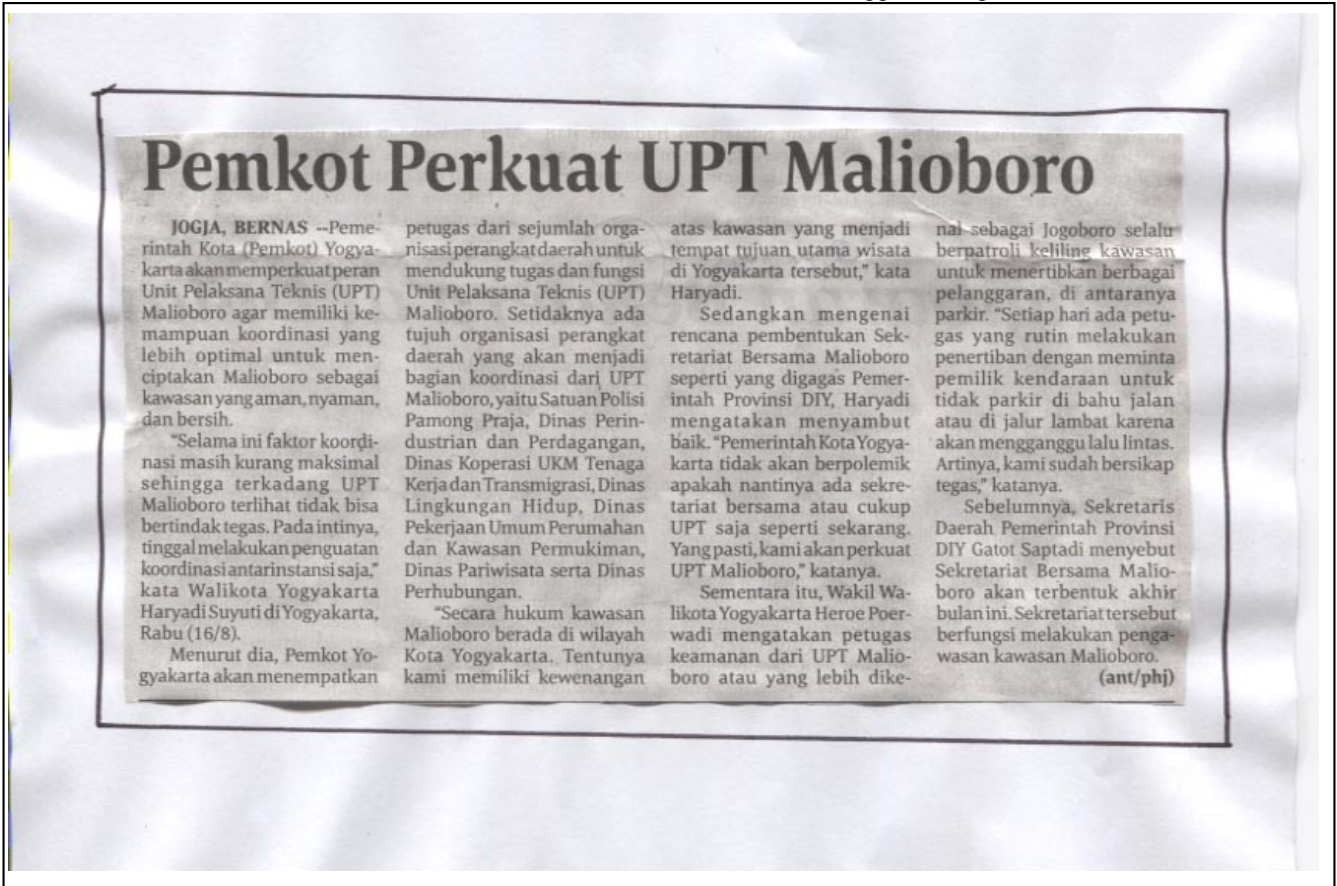 Pemkot Perkuat UPT Malioboro
JOGJA, BERNAS --Peme-
rintah Kota (Pemkot) Yogya-
karta akan memperkuat peran
Unit Pelaksana Teknis (UPT)
Malioboro agar memiliki ke-
mampuan koordinasi yang
lebih optimal untuk men-
ciptakan Malioboro sebagai
kawasan yang aman, nyaman,
dan bersih.
"Selama ini faktor koordi-
nasi masih kurang maksimal
sehingga terkadang UPT
Malioboro terlihat tidak bisa
bertindak tegas. Pada intinya,
tinggal melakukan penguatan
koordinasi antarinstansi saja,"
kata Walikota Yogyakarta
Haryadi Suyuti di Yogyakarta,
Rabu (16/8).
Menurut dia, Pemkot Yo-
gyakarta akan menempatkan
petugas dari sejumlah orga-
nisasi perangkat daerah untuk
mendukung tugas dan fungsi
Unit Pelaksana Teknis (UPT)
Malioboro. Setidaknya ada
tujuh organisasi perangkat
daerah yang akan menjadi
bagian koordinasi dari UPT
Malioboro, yaitu Satuan Polisi
Pamong Praja, Dinas Perin-
dustrian dan Perdagangan,
Dinas Koperasi UKM Tenaga
Kerja dan Transmigrasi, Dinas
Lingkungan Hidup, Dinas
Pekerjaan Umum Perumahan
dan Kawasan Permukiman,
Dinas Pariwisata serta Dinas
Perhubungan.
"Secara hukum kawasan
Malioboro berada di wilayah
Kota Yogyakarta. Tentunya
kami memiliki kewenangan
atas kawasan yang menjadi
tempat tujuan utama wisata
di Yogyakarta tersebut," kata
Haryadi.
Sedangkan mengenai
rencana pembentukan Sek-
retariat Bersama Malioboro
seperti yang digagas Pemer-
intah Provinsi DIY, Haryadi
mengatakan menyambut
baik. "Pemerintah Kota Yogya-
karta tidak akan berpolemik
apakah nantinya ada sekre-
tariat bersama atau cukup
UPT saja seperti sekarang.
Yang pasti, kami akan perkuat
UPT Malioboro," katanya.
Sementara itu, Wakil Wa-
likota Yogyakarta Heroe Poer-
wadi mengatakan petugas
keamanan dari UPT Malio-
boro atau yang lebih dike-
nal sebagai Jogoboro selalu
berpatroli keliling kawasan
untuk menertibkan berbagai
pelanggaran, di antaranya
parkir. "Setiap hari ada petu-
gas yang rutin melakukan
penertiban dengan meminta
pemilik kendaraan untuk
tidak parkir di bahu jalan
atau di jalur lambat karena
akan mengganggu lalu lintas.
Artinya, kami sudah bersikap
tegas," katanya.
Sebelumnya, Sekretaris
Daerah Pemerintah Provinsi
DIY Gatot Saptadi menyebut
Sekretariat Bersama Malio-
boro akan terbentuk akhir
bulan ini. Sekretariat tersebut
berfungsi melakukan penga-
wasan kawasan Malioboro.
(ant/phj)